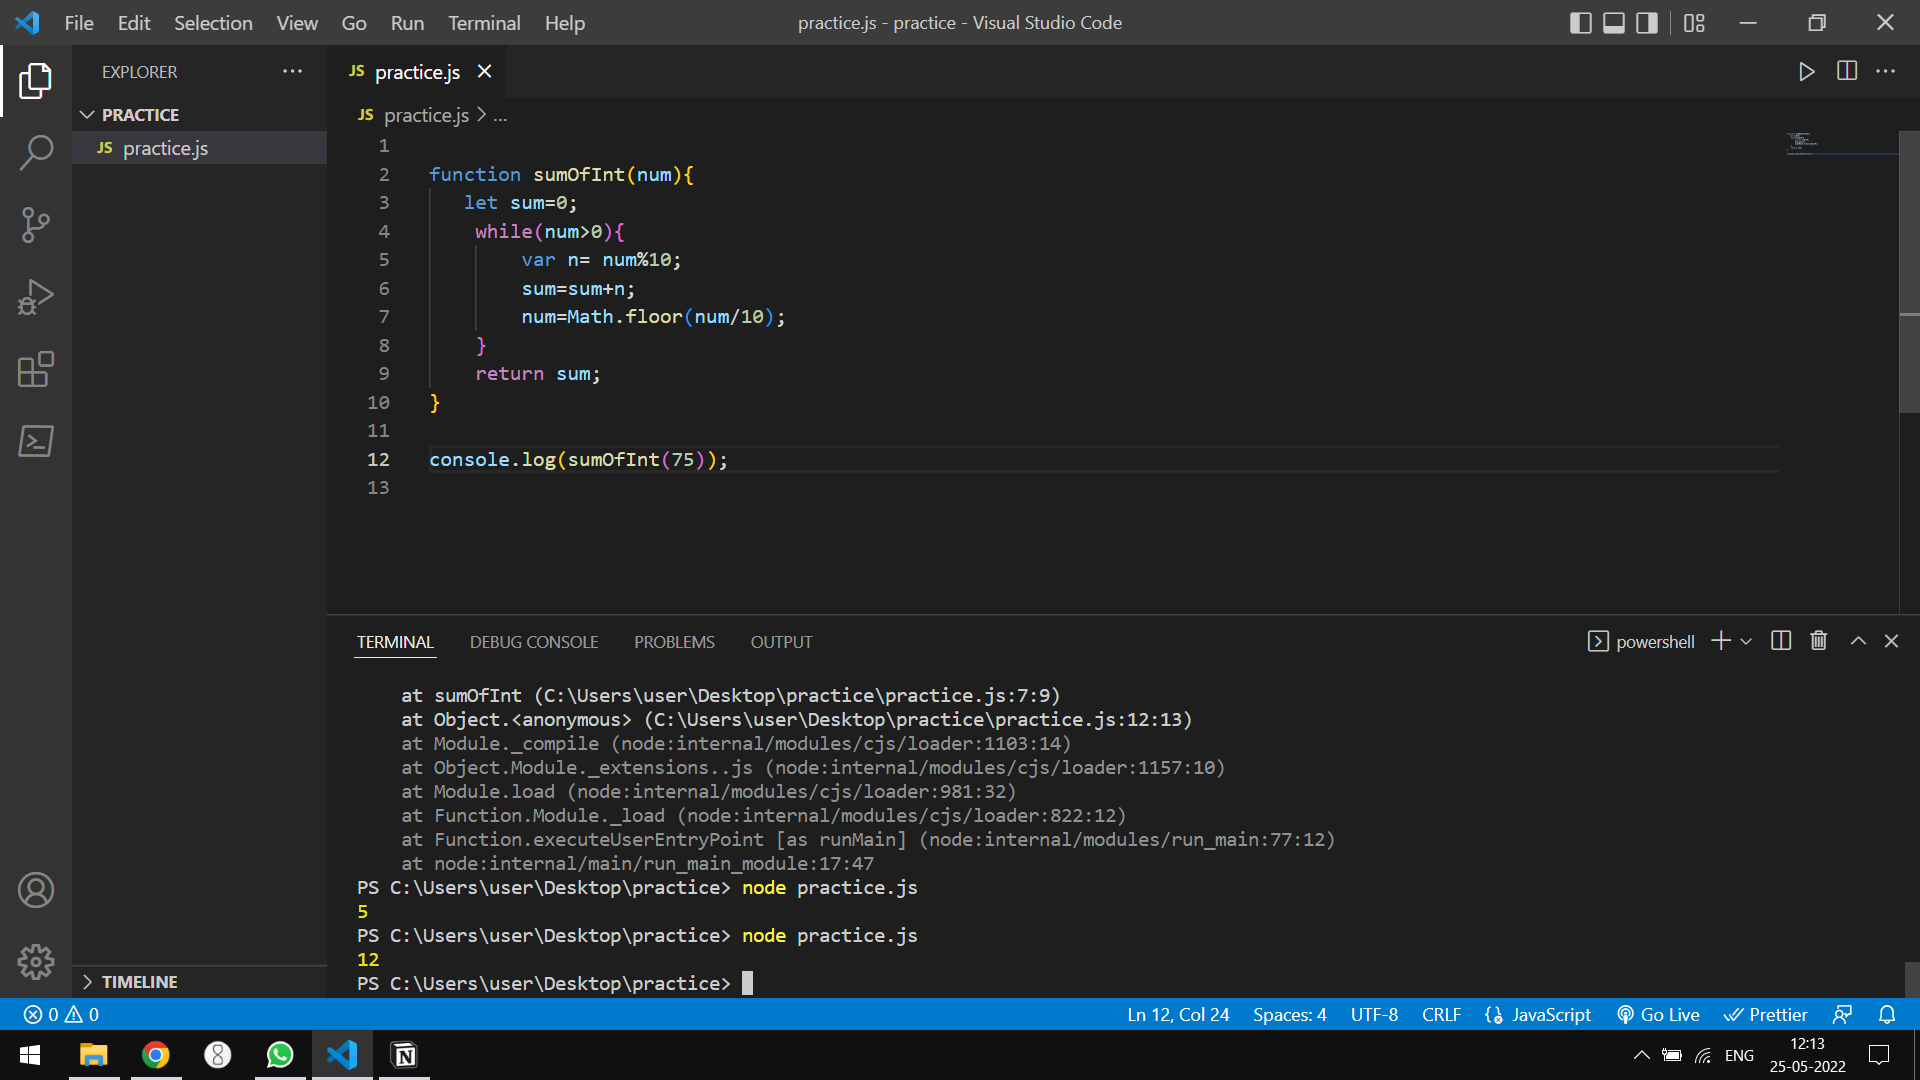 File Edit Selection View Go Run Terminal Help
practice.js - practice - Visual Studio Code
EXPLORER
PRACTICE
JS practice.js
TIMELINE
JS practice.js
JS practice.js > ...
1
2 function sumOfInt(num){
3 let sum=0;
4 while(num>0){
5 var n= num%10;
6 sum=sum+n;
7 num=Math.floor(num/10);
8 }
9 return sum;
10 }
11
12 console.log(sumOfInt(75));
13
TERMINAL DEBUG CONSOLE PROBLEMS OUTPUT
powershell
at sumOfInt (C:\Users\user\Desktop\practice\practice.js:7:9)
at Object.<anonymous> (C:\Users\user\Desktop\practice\practice.js:12:13)
at Module._compile (node:internal/modules/cjs/loader:1103:14)
at Object.Module._extensions..js (node:internal/modules/cjs/loader:1157:10)
at Module.load (node:internal/modules/cjs/loader:981:32)
at Function.Module._load (node:internal/modules/cjs/loader:822:12)
at Function.executeUserEntryPoint [as runMain] (node:internal/modules/run_main:77:12)
at node:internal/main/run_main_module:17:47
PS C:\Users\user\Desktop\practice> node practice.js
5
PS C:\Users\user\Desktop\practice> node practice.js
12
PS C:\Users\user\Desktop\practice>
0 0
Ln 12, Col 24 Spaces: 4 UTF-8 CRLF JavaScript Go Live Prettier
ENG
12:13
25-05-2022